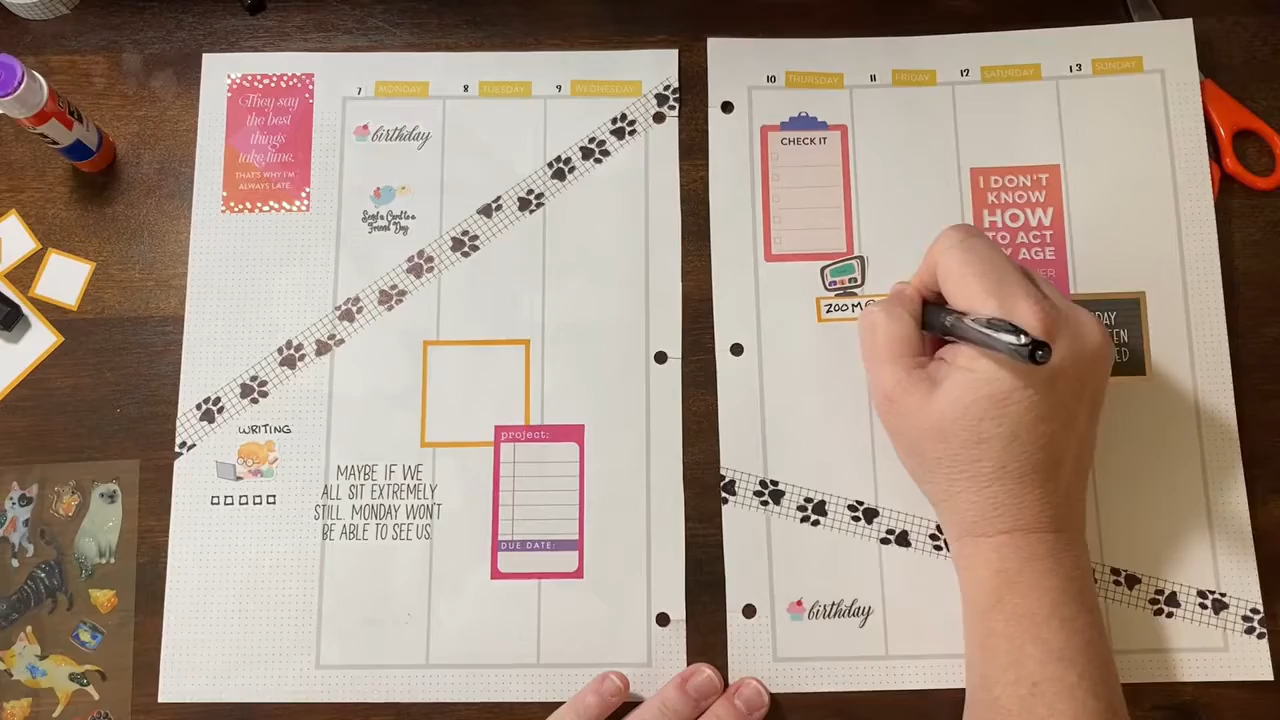 They say
the best
things
take time.
THAT'S WHY I'M
ALWAYS LATE.
7 MONDAY
8 TUESDAY
9 WEDNESDAY
birthday
Send a Card to a
Friend Day
WRITING
MAYBE IF WE
ALL SIT EXTREMELY
STILL, MONDAY WON'T
BE ABLE TO SEE US.
project:
DUE DATE:
10 THURSDAY
11 FRIDAY
12 SATURDAY
13 SUNDAY
CHECK IT
I DON'T
KNOW
HOW
TO ACT
MY AGE
ZOOM
birthday